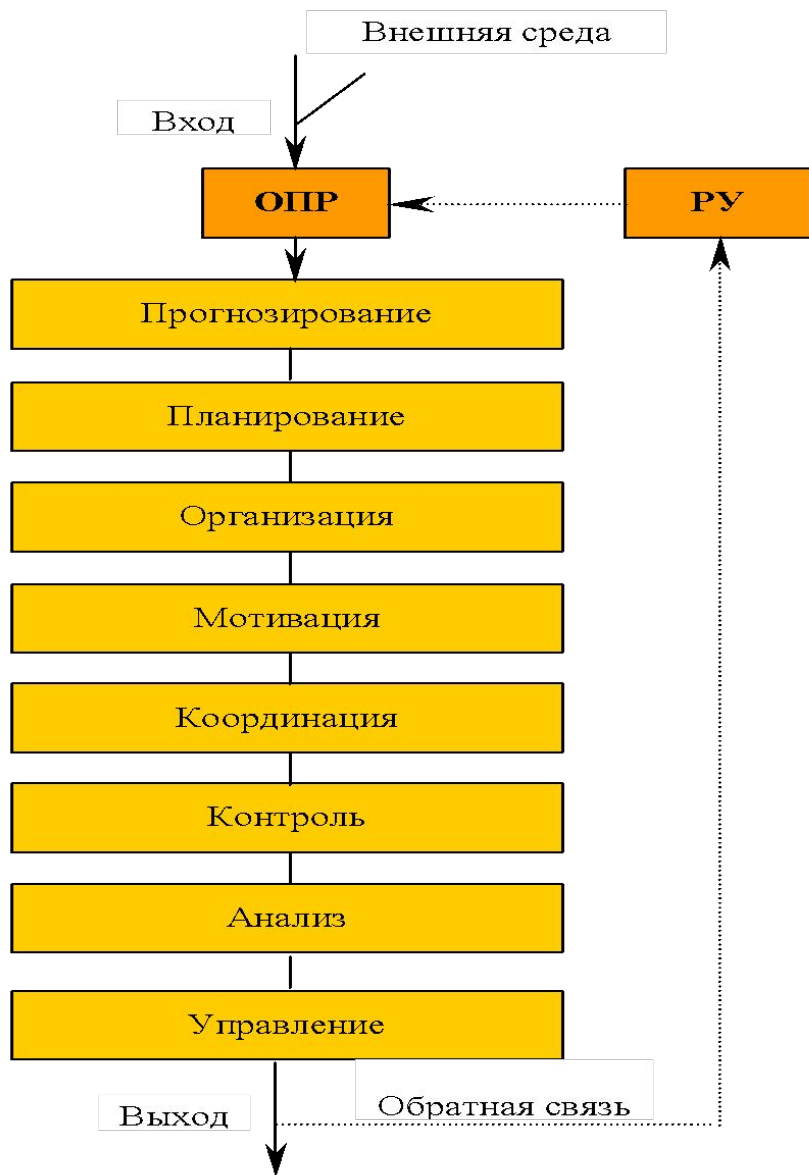 Внешняя среда
Вход
ОПР
РУ
Прогнозирование
Планирование
Организация
Мотивация
Координация
Контроль
Анализ
Управление
Выход
Обратная связь